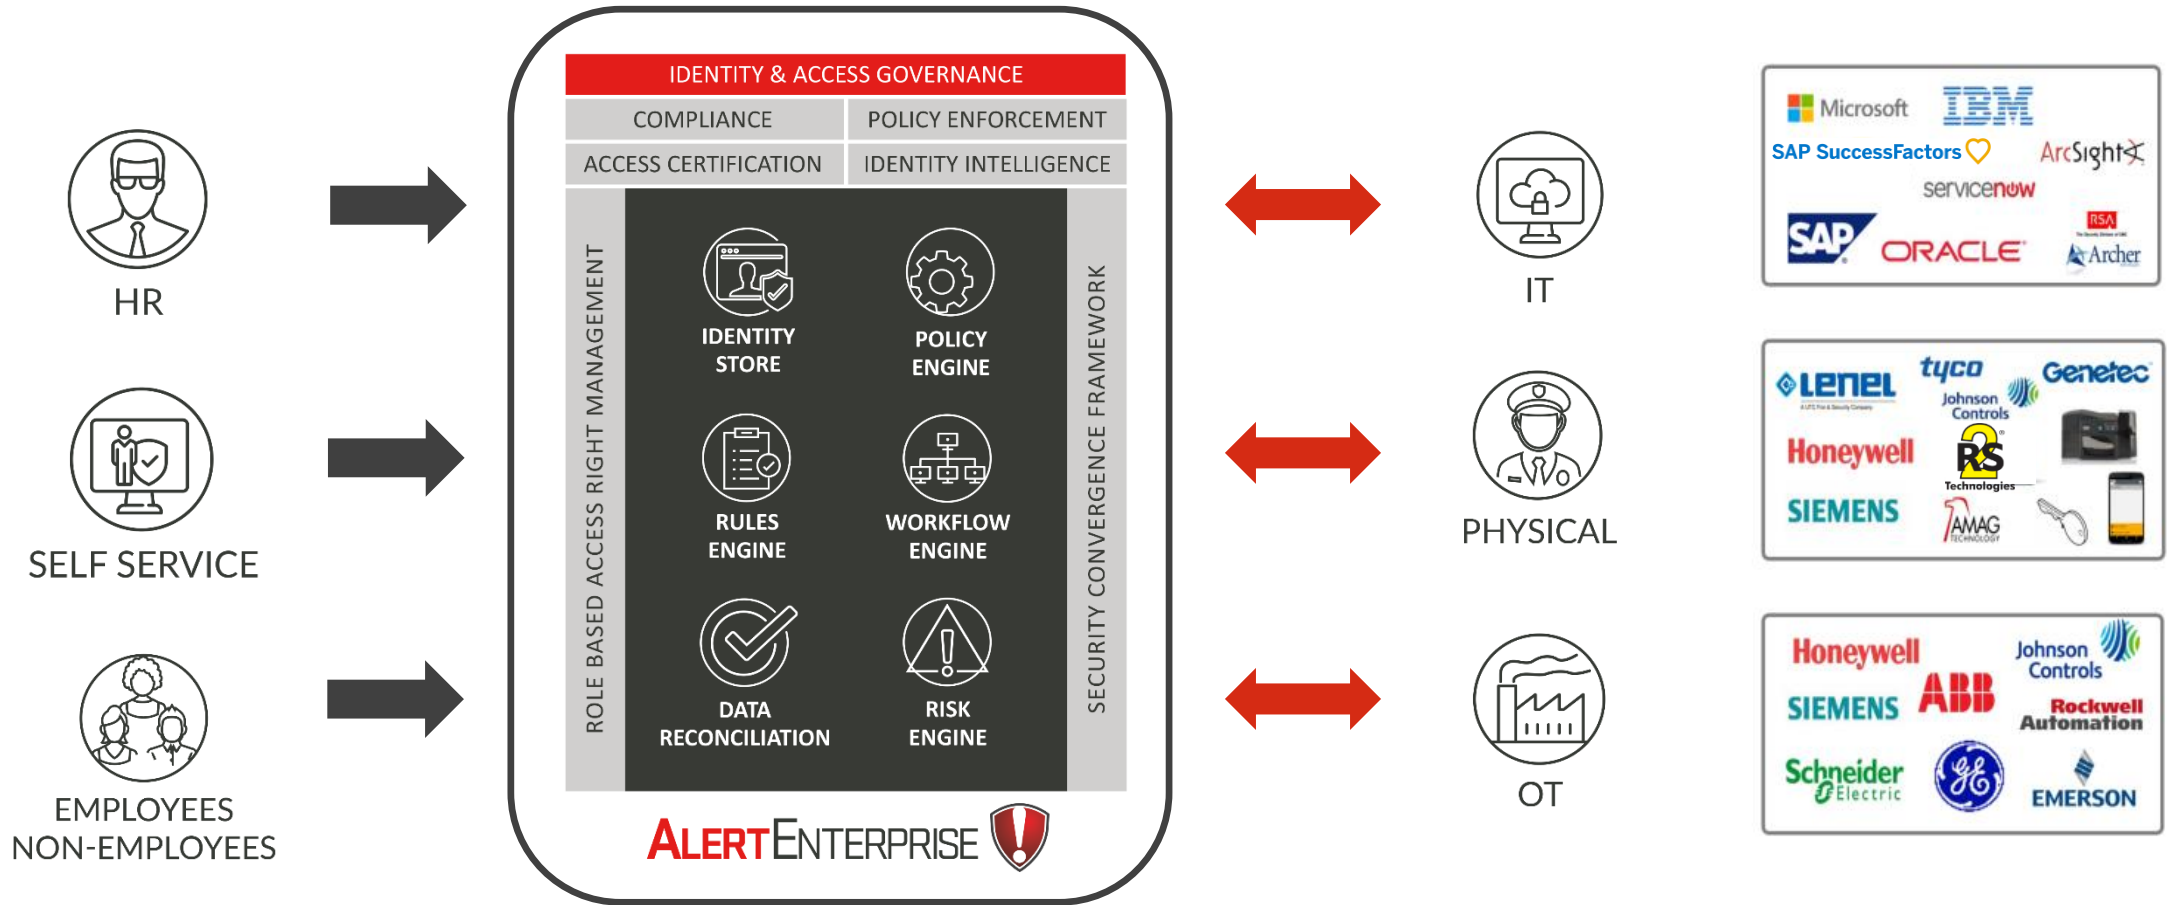 HR
SELF SERVICE
EMPLOYEES
NON-EMPLOYEES
IDENTITY & ACCESS GOVERNANCE
COMPLIANCE
POLICY ENFORCEMENT
ACCESS CERTIFICATION
IDENTITY INTELLIGENCE
ROLE BASED ACCESS RIGHT MANAGEMENT
IDENTITY
STORE
POLICY
ENGINE
RULES
ENGINE
WORKFLOW
ENGINE
DATA
RECONCILIATION
RISK
ENGINE
SECURITY CONVERGENCE FRAMEWORK
ALERTENTERPRISE
IT
PHYSICAL
OT
Microsoft
IBM
SAP SuccessFactors
ArcSight
servicenow
SAP
ORACLE
RSA
Archer
LENEL
tyco
Genetec
Johnson
Controls
Honeywell
RS2
Technologies
SIEMENS
AMAG
TECHNOLOGY
Honeywell
Johnson
Controls
SIEMENS
ABB
Rockwell
Automation
Schneider
Electric
GE
EMERSON